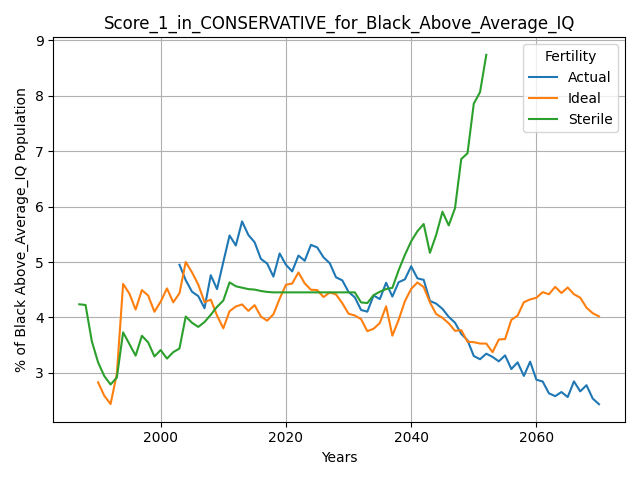 Score_1_in_CONSERVATIVE_for_Black_Above_Average_IQ
% of Black Above_Average_IQ Population
9
8
7
6
5
4
3
Fertility
Actual
Ideal
Sterile
2000 2020 2040 2060
Years